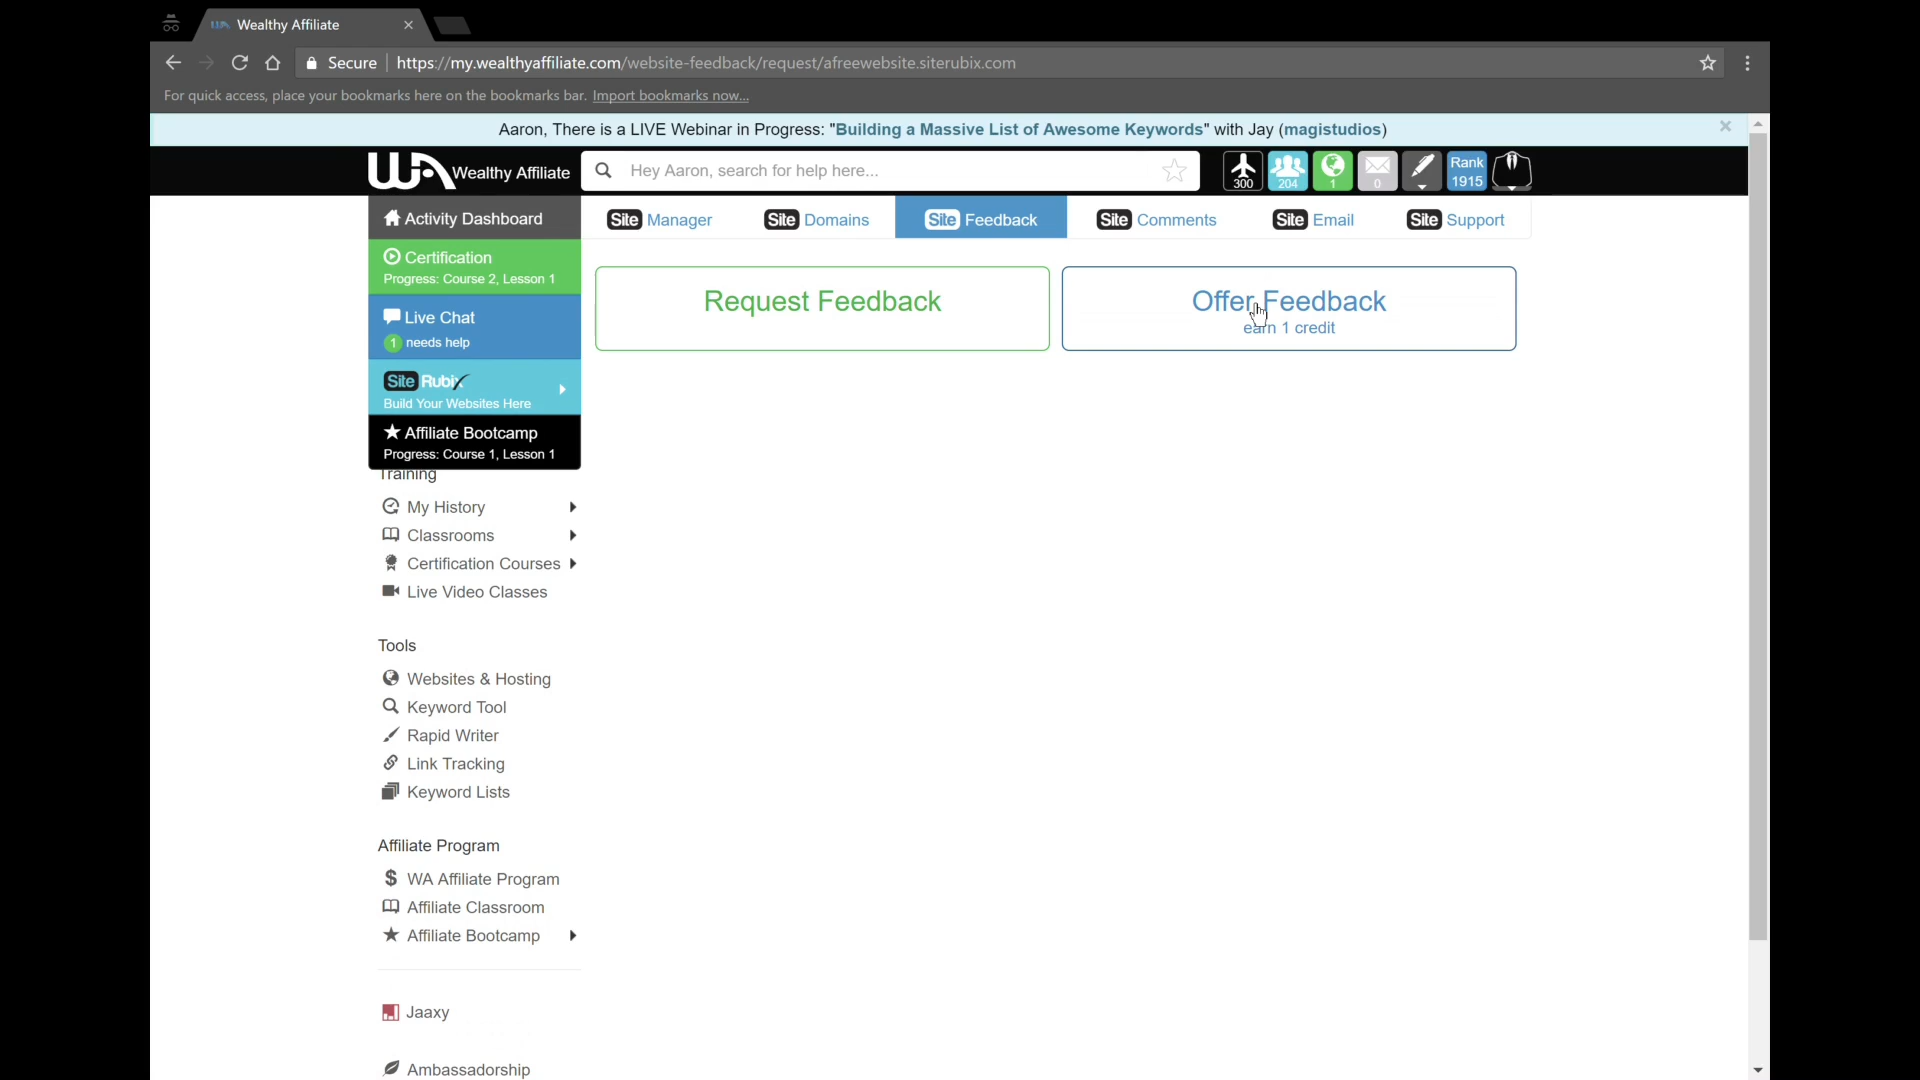 Wealthy Affiliate
Secure https://my.wealthyaffiliate.com/website-feedback/request/afreewebsite.siterubix.com
For quick access, place your bookmarks here on the bookmarks bar. Import bookmarks now...
Aaron, There is a LIVE Webinar in Progress: "Building a Massive List of Awesome Keywords" with Jay (magistudios)
WA Wealthy Affiliate
Hey Aaron, search for help here...
300
204
1
0
Rank
1915
Activity Dashboard
Site Manager
Site Domains
Site Feedback
Site Comments
Site Email
Site Support
Certification
Progress: Course 2, Lesson 1
Live Chat
1 needs help
Site Rubix
Build Your Websites Here
Affiliate Bootcamp
Progress: Course 1, Lesson 1
Request Feedback
Offer Feedback
earn 1 credit
Training
My History
Classrooms
Certification Courses
Live Video Classes
Tools
Websites & Hosting
Keyword Tool
Rapid Writer
Link Tracking
Keyword Lists
Affiliate Program
WA Affiliate Program
Affiliate Classroom
Affiliate Bootcamp
Jaaxy
Ambassadorship